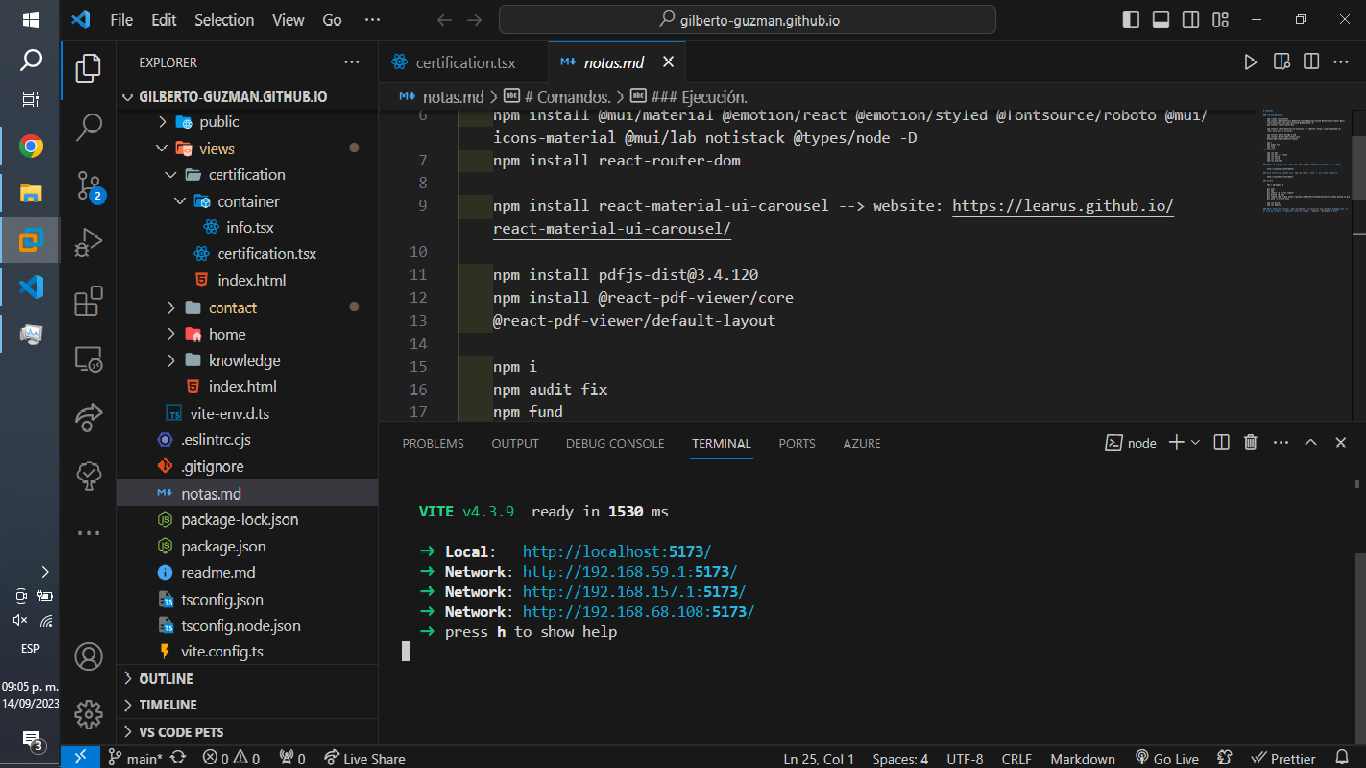 File Edit Selection View Go ···
gilberto-guzman.github.io
EXPLORER
GILBERTO-GUZMAN.GITHUB.IO
public
views
certification
container
info.tsx
certification.tsx
index.html
contact
home
knowledge
index.html
vite-env.d.ts
.eslintrc.cjs
.gitignore
notas.md
package-lock.json
package.json
readme.md
tsconfig.json
tsconfig.node.json
vite.config.ts
OUTLINE
TIMELINE
VS CODE PETS
certification.tsx
notas.md
notas.md > # Comandos. > ### Ejecución.
6 npm install @mui/material @emotion/react @emotion/styled @fontsource/roboto @mui/
icons-material @mui/lab notistack @types/node -D
7 npm install react-router-dom
8
9 npm install react-material-ui-carousel --> website: https://learus.github.io/
react-material-ui-carousel/
10
11 npm install pdfjs-dist@3.4.120
12 npm install @react-pdf-viewer/core
13 @react-pdf-viewer/default-layout
14
15 npm i
16 npm audit fix
17 npm fund
PROBLEMS OUTPUT DEBUG CONSOLE TERMINAL PORTS AZURE
node
VITE v4.3.9 ready in 1530 ms
➜ Local: http://localhost:5173/
➜ Network: http://192.168.59.1:5173/
➜ Network: http://192.168.157.1:5173/
➜ Network: http://192.168.68.108:5173/
➜ press h to show help
2
ESP
09:05 p. m.
14/09/2023
3
main* 0 0 0 Live Share
Ln 25, Col 1 Spaces: 4 UTF-8 CRLF Markdown Go Live Prettier